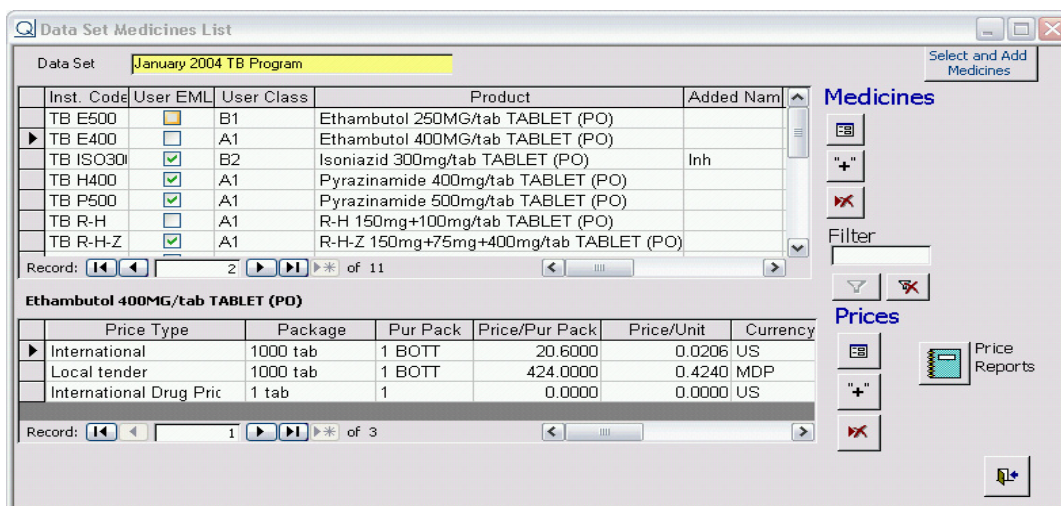 Data Set Medicines List
Data Set January 2004 TB Program
Select and Add
Medicines
Inst. Code User EML User Class Product Added Nam
TB E500 B1 Ethambutol 250MG/tab TABLET (PO)
TB E400 A1 Ethambutol 400MG/tab TABLET (PO)
TB ISO300 B2 Isoniazid 300mg/tab TABLET (PO) Inh
TB H400 A1 Pyrazinamide 400mg/tab TABLET (PO)
TB P500 A1 Pyrazinamide 500mg/tab TABLET (PO)
TB R-H A1 R-H 150mg+100mg/tab TABLET (PO)
TB R-H-Z A1 R-H-Z 150mg+75mg+400mg/tab TABLET (PO)
Record: 2 of 11
Medicines
"+"
Filter
Ethambutol 400MG/tab TABLET (PO)
Price Type Package Pur Pack Price/Pur Pack Price/Unit Currency
International 1000 tab 1 BOTT 20.6000 0.0206 US
Local tender 1000 tab 1 BOTT 424.0000 0.4240 MDP
International Drug Pric 1 tab 1 0.0000 0.0000 US
Record: 1 of 3
Prices
"+"
Price
Reports